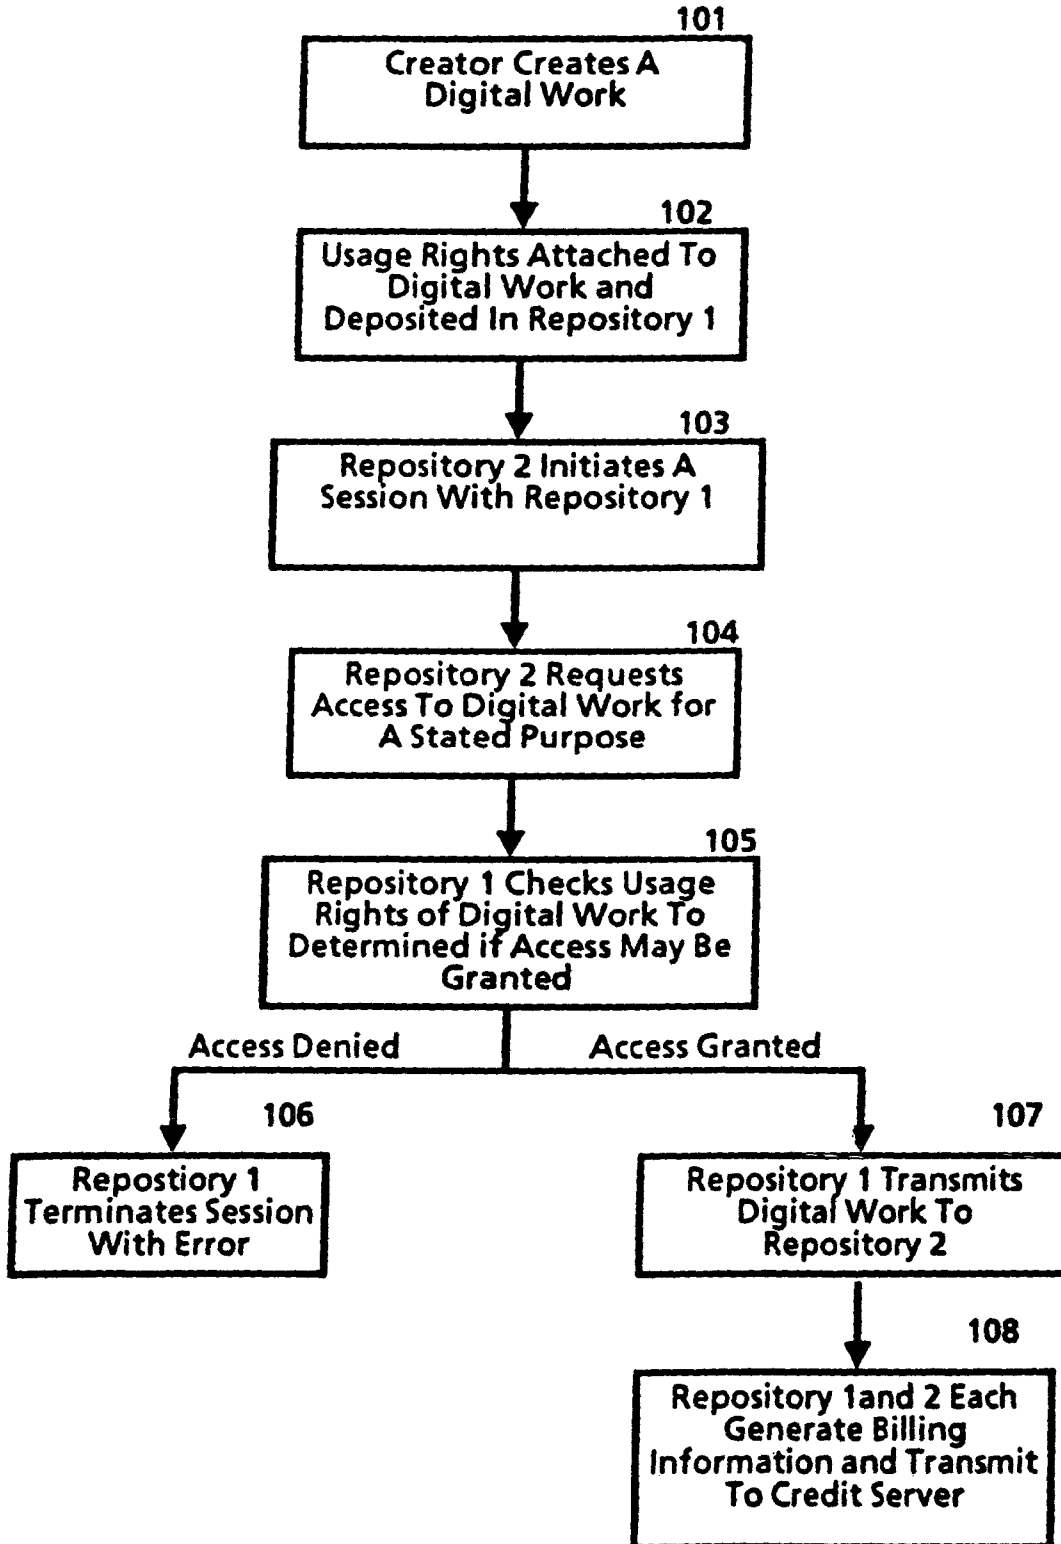 101
Creator Creates A
Digital Work
102
Usage Rights Attached To
Digital Work and
Deposited In Repository 1
103
Repository 2 Initiates A
Session With Repository 1
104
Repository 2 Requests
Access To Digital Work for
A Stated Purpose
105
Repository 1 Checks Usage
Rights of Digital Work To
Determined if Access May Be
Granted
Access Denied
Access Granted
106
Repostiory 1
Terminates Session
With Error
107
Repository 1 Transmits
Digital Work To
Repository 2
108
Repository 1and 2 Each
Generate Billing
Information and Transmit
To Credit Server